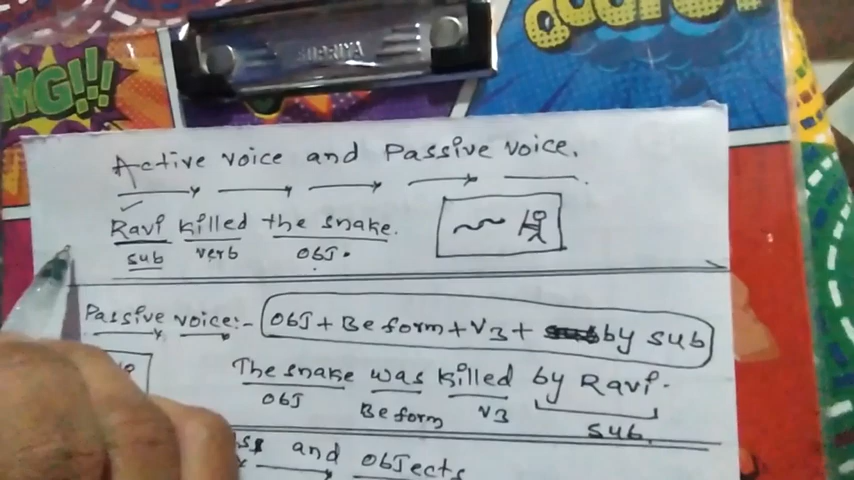 OMG!!!
SURRIYA
Active voice and Passive voice.
Ravi killed the snake.
sub verb obJ.
Passive voice:- obJ + Be form + V3 + by sub
The snake was killed by Ravi.
obJ Be form V3 sub.
and obJects